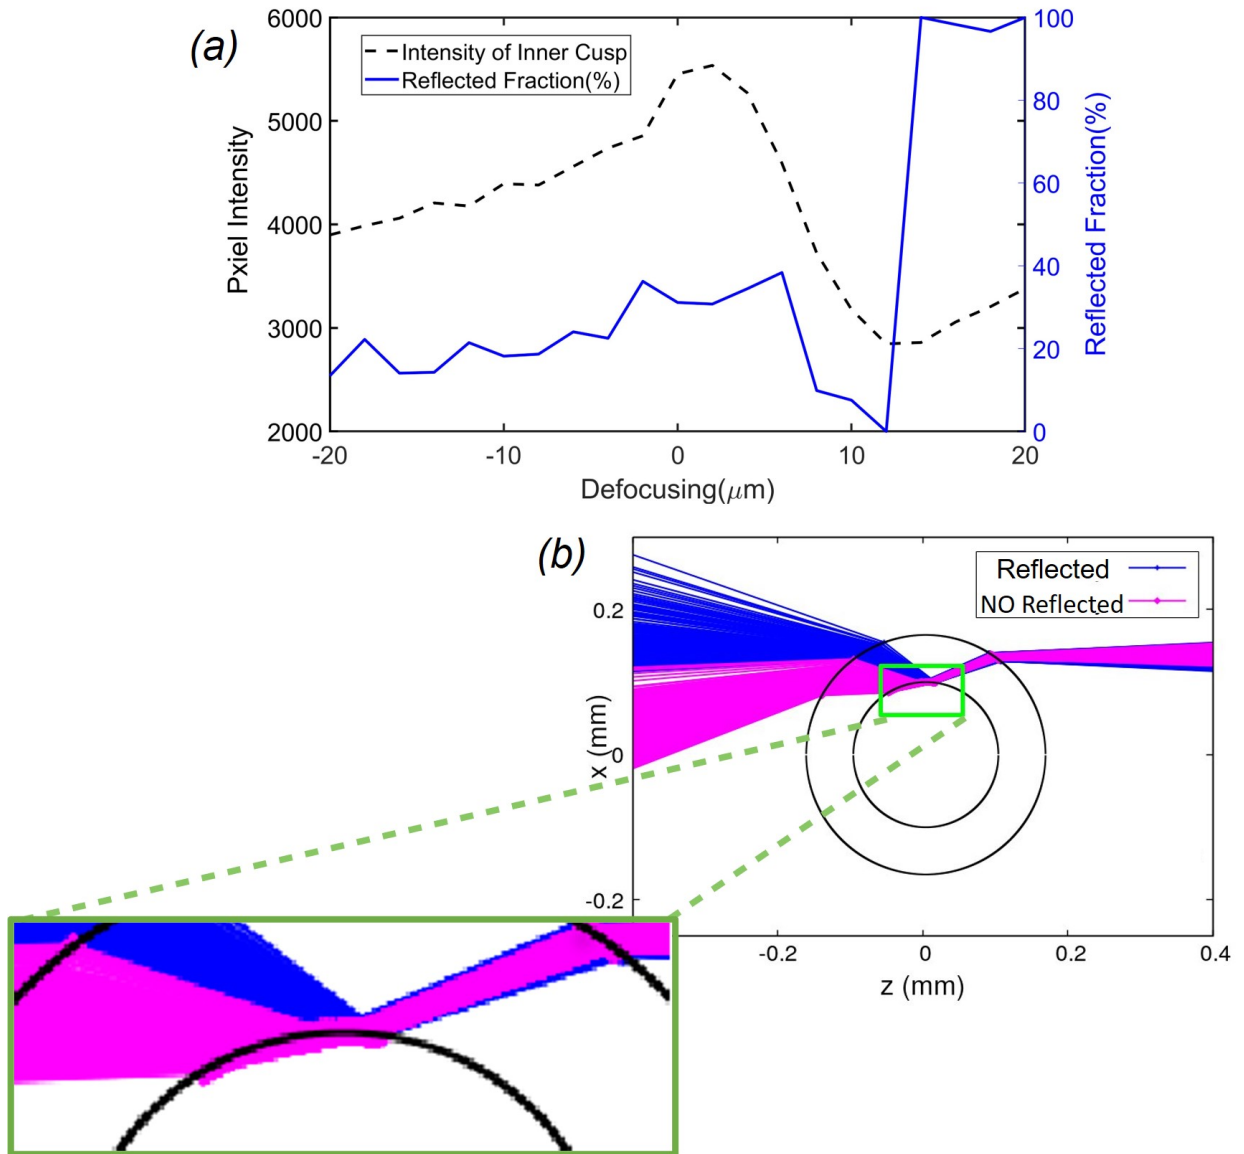 (a)
6000
5000
4000
3000
2000
Pxiel Intensity
Intensity of Inner Cusp
Reflected Fraction(%)
100
80
60
40
20
0
Reflected Fraction(%)
-20
-10
0
10
20
Defocusing(μm)
(b)
Reflected
NO Reflected
0.2
0
-0.2
x (mm)
-0.2
0
0.2
0.4
z (mm)